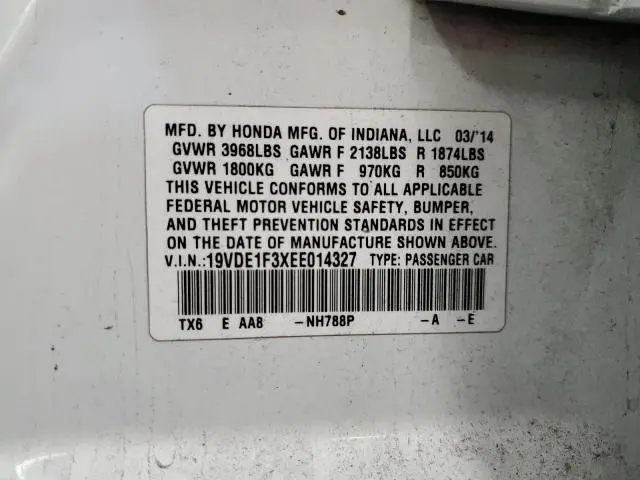 MFD. BY HONDA MFG. OF INDIANA, LLC 03/'14
GVWR 3968LBS GAWR F 2138LBS R 1874LBS
GVWR 1800KG GAWR F 970KG R 850KG
THIS VEHICLE CONFORMS TO ALL APPLICABLE
FEDERAL MOTOR VEHICLE SAFETY, BUMPER,
AND THEFT PREVENTION STANDARDS IN EFFECT
ON THE DATE OF MANUFACTURE SHOWN ABOVE.
V.I.N.:19VDE1F3XEE014327 TYPE: PASSENGER CAR
TX6 E AA8 -NH788P -A -E